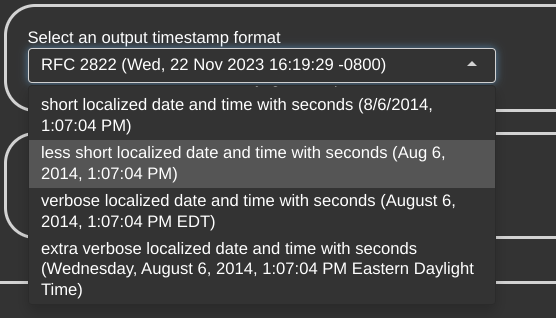 Select an output timestamp format
RFC 2822 (Wed, 22 Nov 2023 16:19:29 -0800)
short localized date and time with seconds (8/6/2014,
1:07:04 PM)
less short localized date and time with seconds (Aug 6,
2014, 1:07:04 PM)
verbose localized date and time with seconds (August 6,
2014, 1:07:04 PM EDT)
extra verbose localized date and time with seconds
(Wednesday, August 6, 2014, 1:07:04 PM Eastern Daylight
Time)